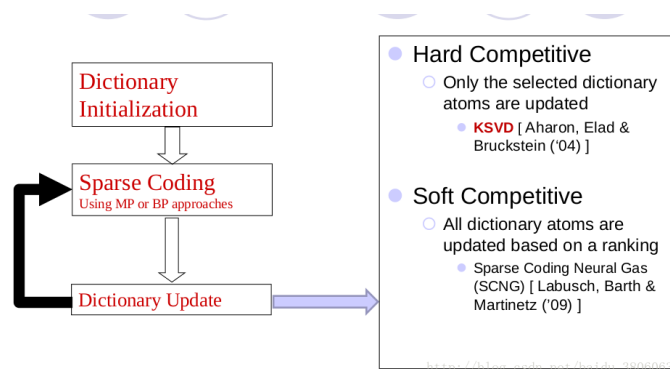 Dictionary
Initialization
Sparse Coding
Using MP or BP approaches
Dictionary Update
Hard Competitive
Only the selected dictionary
atoms are updated
KSVD [ Aharon, Elad &
Bruckstein (‘04) ]
Soft Competitive
All dictionary atoms are
updated based on a ranking
Sparse Coding Neural Gas
(SCNG) [ Labusch, Barth &
Martinetz (’09) ]